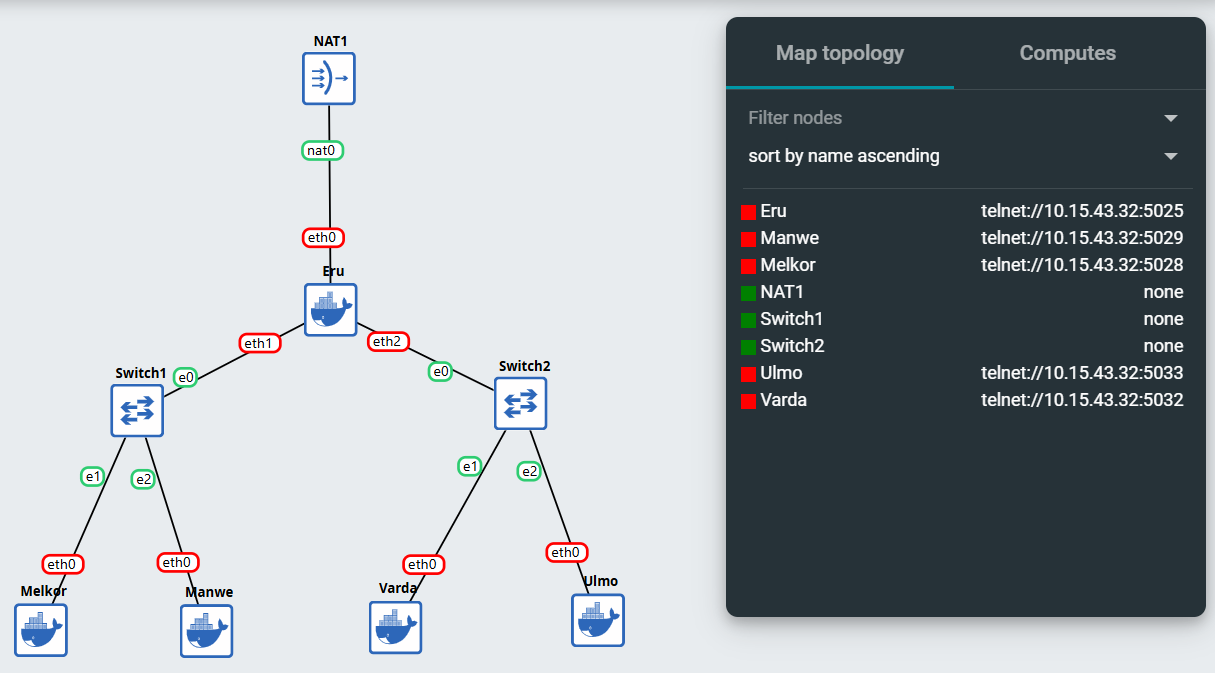 NAT1
nat0
eth0
Eru
eth1
eth2
Switch1
e0
e0
Switch2
e1
e2
e1
e2
eth0
eth0
eth0
eth0
Melkor
Manwe
Varda
Ulmo
Map topology
Computes
Filter nodes
sort by name ascending
Eru telnet://10.15.43.32:5025
Manwe telnet://10.15.43.32:5029
Melkor telnet://10.15.43.32:5028
NAT1 none
Switch1 none
Switch2 none
Ulmo telnet://10.15.43.32:5033
Varda telnet://10.15.43.32:5032